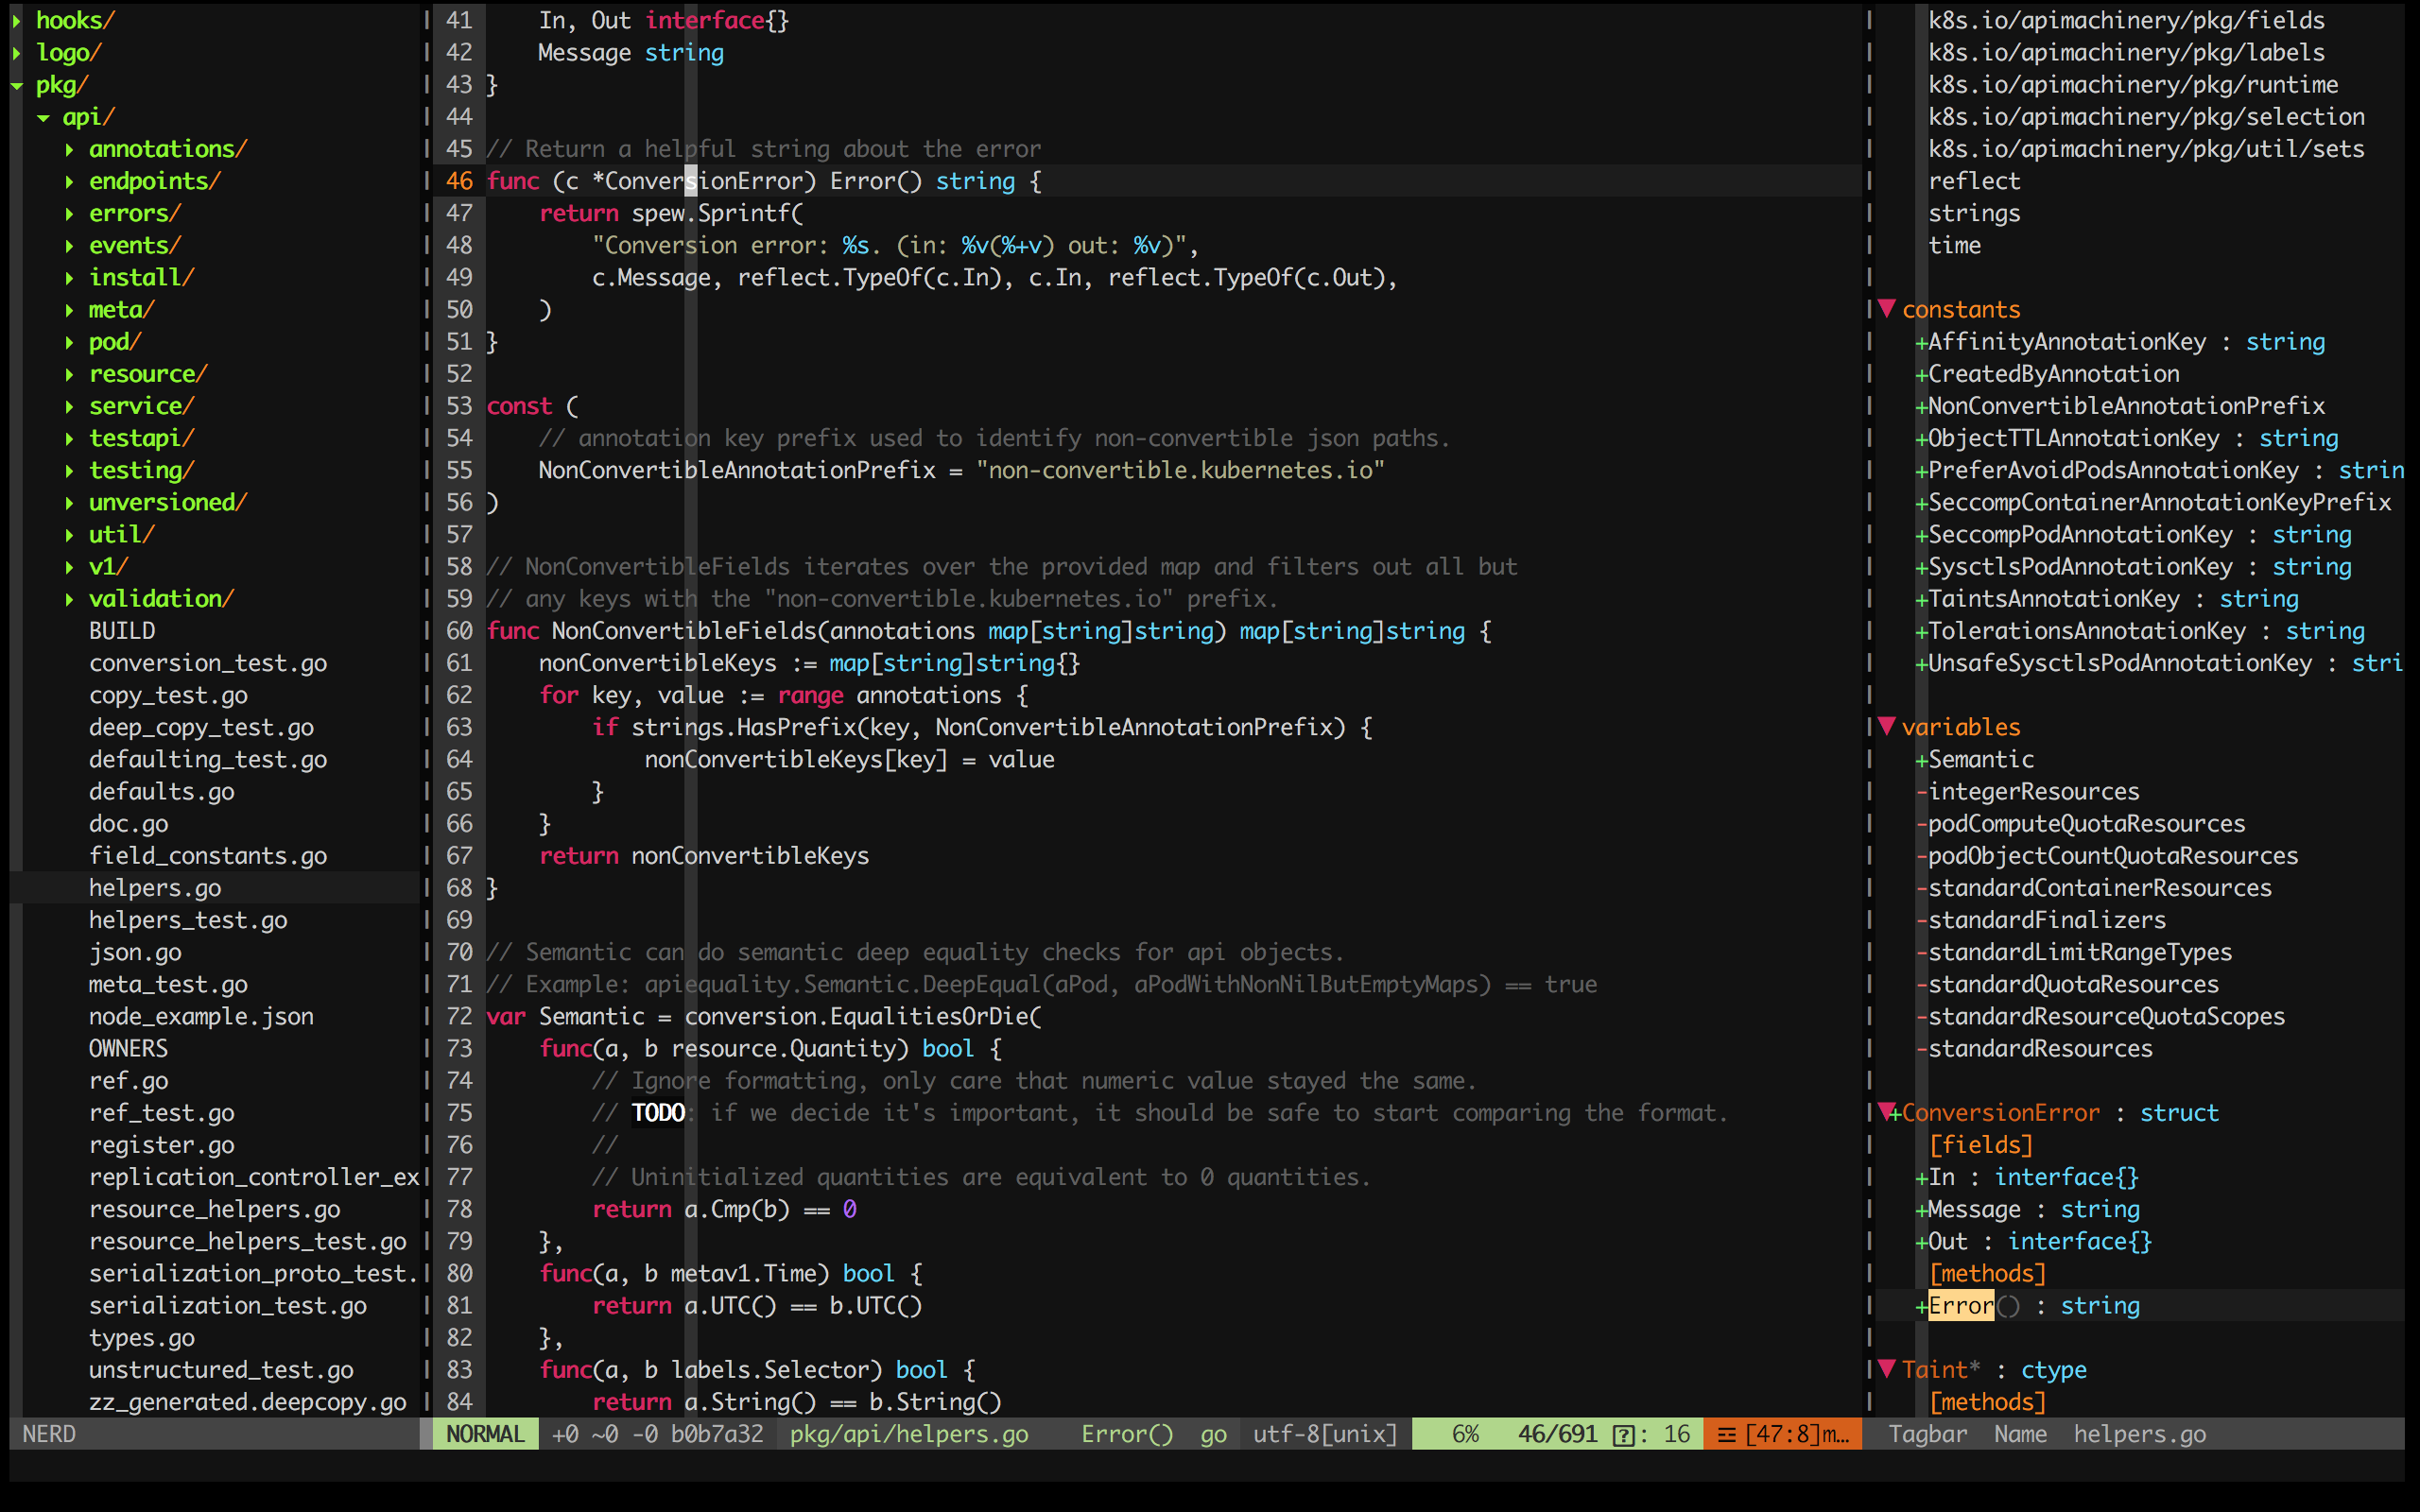 hooks/
logo/
pkg/
api/
annotations/
endpoints/
errors/
events/
install/
meta/
pod/
resource/
service/
testapi/
testing/
unversioned/
util/
v1/
validation/
BUILD
conversion_test.go
copy_test.go
deep_copy_test.go
defaulting_test.go
defaults.go
doc.go
field_constants.go
helpers.go
helpers_test.go
json.go
meta_test.go
node_example.json
OWNERS
ref.go
ref_test.go
register.go
replication_controller_ex
resource_helpers.go
resource_helpers_test.go
serialization_proto_test.
serialization_test.go
types.go
unstructured_test.go
zz_generated.deepcopy.go
NERD
41     In, Out interface{}
42     Message string
43 }
44
45 // Return a helpful string about the error
46 func (c *ConversionError) Error() string {
47     return spew.Sprintf(
48         "Conversion error: %s. (in: %v(%+v) out: %v)",
49         c.Message, reflect.TypeOf(c.In), c.In, reflect.TypeOf(c.Out),
50     )
51 }
52
53 const (
54     // annotation key prefix used to identify non-convertible json paths.
55     NonConvertibleAnnotationPrefix = "non-convertible.kubernetes.io"
56 )
57
58 // NonConvertibleFields iterates over the provided map and filters out all but
59 // any keys with the "non-convertible.kubernetes.io" prefix.
60 func NonConvertibleFields(annotations map[string]string) map[string]string {
61     nonConvertibleKeys := map[string]string{}
62     for key, value := range annotations {
63         if strings.HasPrefix(key, NonConvertibleAnnotationPrefix) {
64             nonConvertibleKeys[key] = value
65         }
66     }
67     return nonConvertibleKeys
68 }
69
70 // Semantic can do semantic deep equality checks for api objects.
71 // Example: apiequality.Semantic.DeepEqual(aPod, aPodWithNonNilButEmptyMaps) == true
72 var Semantic = conversion.EqualitiesOrDie(
73     func(a, b resource.Quantity) bool {
74         // Ignore formatting, only care that numeric value stayed the same.
75         // TODO: if we decide it's important, it should be safe to start comparing the format.
76         //
77         // Uninitialized quantities are equivalent to 0 quantities.
78         return a.Cmp(b) == 0
79     },
80     func(a, b metav1.Time) bool {
81         return a.UTC() == b.UTC()
82     },
83     func(a, b labels.Selector) bool {
84         return a.String() == b.String()
NORMAL +0 ~0 -0 b0b7a32 pkg/api/helpers.go Error() go utf-8[unix] 6% 46/691 [?]: 16 ☲ [47:8]m…
k8s.io/apimachinery/pkg/fields
k8s.io/apimachinery/pkg/labels
k8s.io/apimachinery/pkg/runtime
k8s.io/apimachinery/pkg/selection
k8s.io/apimachinery/pkg/util/sets
reflect
strings
time
▼ constants
+AffinityAnnotationKey : string
+CreatedByAnnotation
+NonConvertibleAnnotationPrefix
+ObjectTTLAnnotationKey : string
+PreferAvoidPodsAnnotationKey : strin
+SeccompContainerAnnotationKeyPrefix
+SeccompPodAnnotationKey : string
+SysctlsPodAnnotationKey : string
+TaintsAnnotationKey : string
+TolerationsAnnotationKey : string
+UnsafeSysctlsPodAnnotationKey : stri
▼ variables
+Semantic
-integerResources
-podComputeQuotaResources
-podObjectCountQuotaResources
-standardContainerResources
-standardFinalizers
-standardLimitRangeTypes
-standardQuotaResources
-standardResourceQuotaScopes
-standardResources
▼+ConversionError : struct
[fields]
+In : interface{}
+Message : string
+Out : interface{}
[methods]
+Error() : string
▼ Taint* : ctype
[methods]
Tagbar Name helpers.go